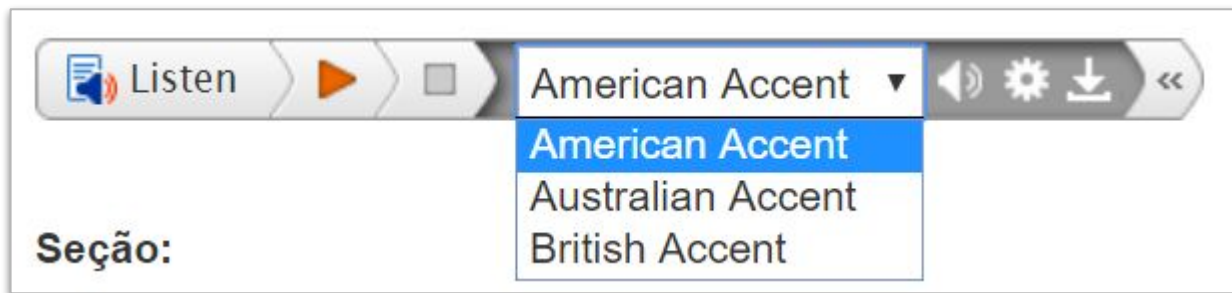 Listen American Accent
American Accent
Australian Accent
British Accent
Seção: